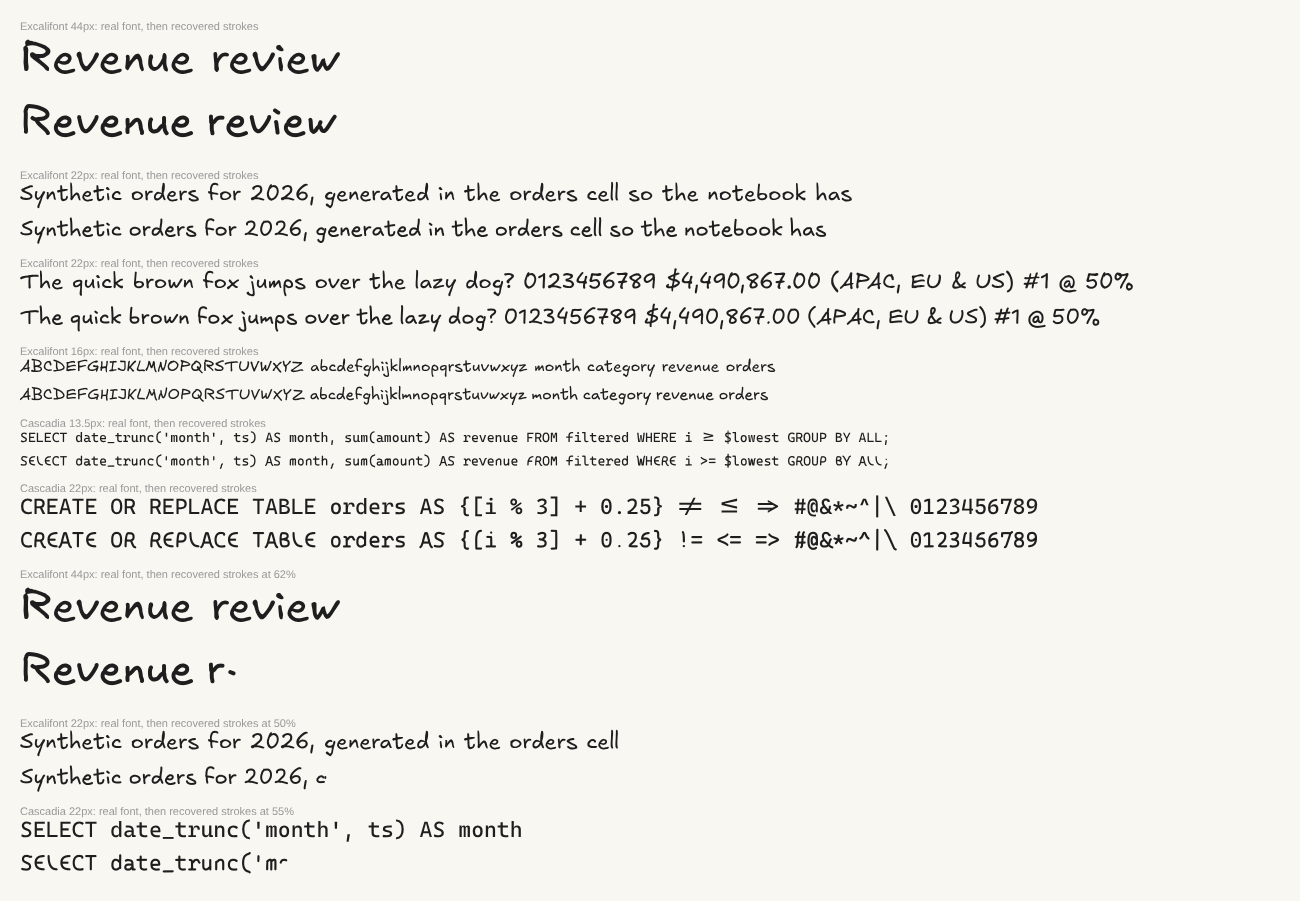 Excalifont 44px: real font, then recovered strokes
Revenue review
Revenue review
Excalifont 22px: real font, then recovered strokes
Synthetic orders for 2026, generated in the orders cell so the notebook has
Synthetic orders for 2026, generated in the orders cell so the notebook has
Excalifont 22px: real font, then recovered strokes
The quick brown fox jumps over the lazy dog? 0123456789 $4,490,867.00 (APAC, EU & US) #1 @ 50%
The quick brown fox jumps over the lazy dog? 0123456789 $4,490,867.00 (APAC, EU & US) #1 @ 50%
Excalifont 16px: real font, then recovered strokes
ABCDEFGHIJKLMNOPQRSTUVWXYZ abcdefghijklmnopqrstuvwxyz month category revenue orders
ABCDEFGHIJKLMNOPQRSTUVWXYZ abcdefghijklmnopqrstuvwxyz month category revenue orders
Cascadia 13.5px: real font, then recovered strokes
SELECT date_trunc('month', ts) AS month, sum(amount) AS revenue FROM filtered WHERE i ≥ $lowest GROUP BY ALL;
SELECT date_trunc('month', ts) AS month, sum(amount) AS revenue FROM filtered WHERE i >= $lowest GROUP BY ALL;
Cascadia 22px: real font, then recovered strokes
CREATE OR REPLACE TABLE orders AS {[i % 3] + 0.25} ≠ ≤ ⇒ #@&*~^|\ 0123456789
CREATE OR REPLACE TABLE orders AS {[i % 3] + 0.25} != <= => #@&*~^|\ 0123456789
Excalifont 44px: real font, then recovered strokes at 62%
Revenue review
Revenue r-
Excalifont 22px: real font, then recovered strokes at 50%
Synthetic orders for 2026, generated in the orders cell
Synthetic orders for 2026, c
Cascadia 22px: real font, then recovered strokes at 55%
SELECT date_trunc('month', ts) AS month
SELECT date_trunc('m